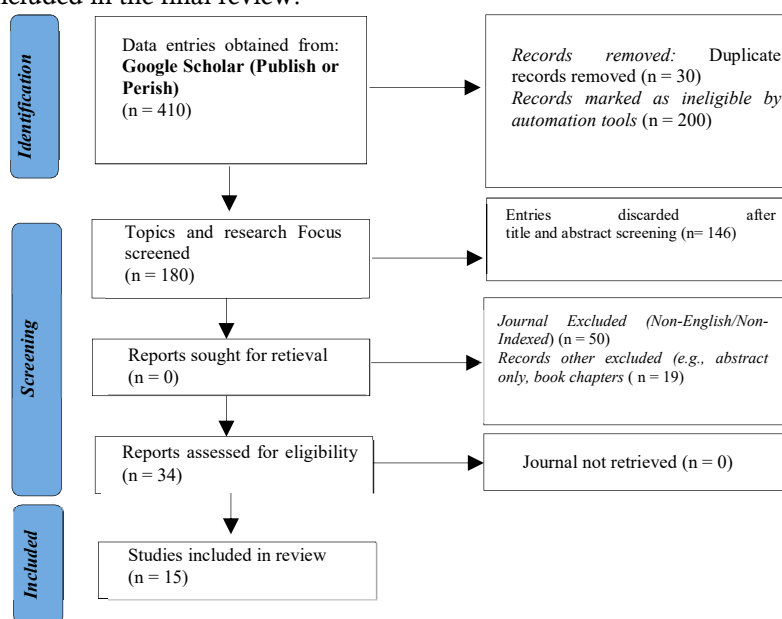 included in the final review.
Identification
Data entries obtained from:
Google Scholar (Publish or
Perish)
(n = 410)
Records removed: Duplicate
records removed (n = 30)
Records marked as ineligible by
automation tools (n = 200)
Screening
Topics and research Focus
screened
(n = 180)
Entries discarded after
title and abstract screening (n= 146)
Reports sought for retieval
(n = 0)
Journal Excluded (Non-English/Non-
Indexed) (n = 50)
Records other excluded (e.g., abstract
only, book chapters ( n = 19)
Reports assessed for eligibility
(n = 34)
Journal not retrieved (n = 0)
Included
Studies included in review
(n = 15)